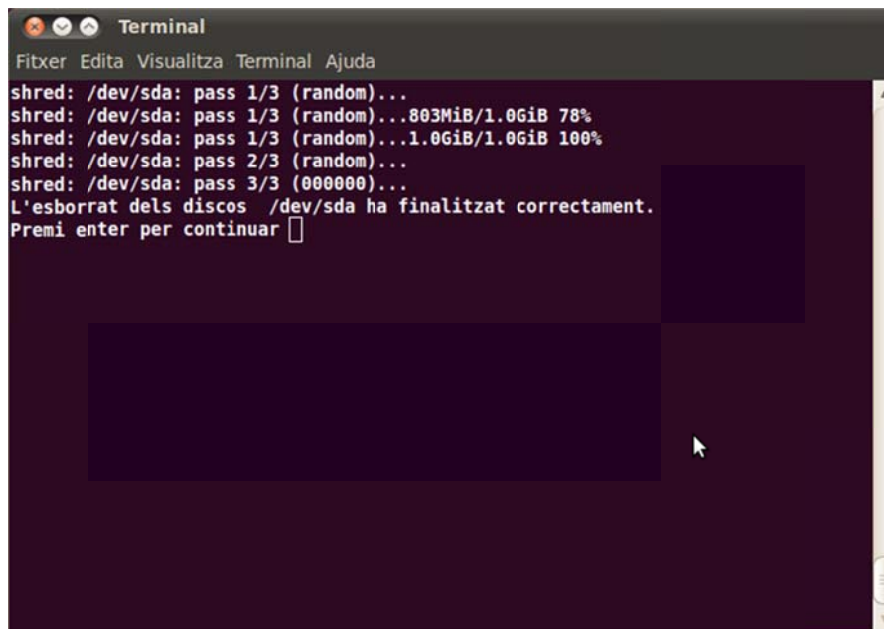 Terminal
Fitxer Edita Visualitza Terminal Ajuda
shred: /dev/sda: pass 1/3 (random)...
shred: /dev/sda: pass 1/3 (random)...803MiB/1.0GiB 78%
shred: /dev/sda: pass 1/3 (random)...1.0GiB/1.0GiB 100%
shred: /dev/sda: pass 2/3 (random)...
shred: /dev/sda: pass 3/3 (000000)...
L'esborrat dels discos  /dev/sda ha finalitzat correctament.
Premi enter per continuar